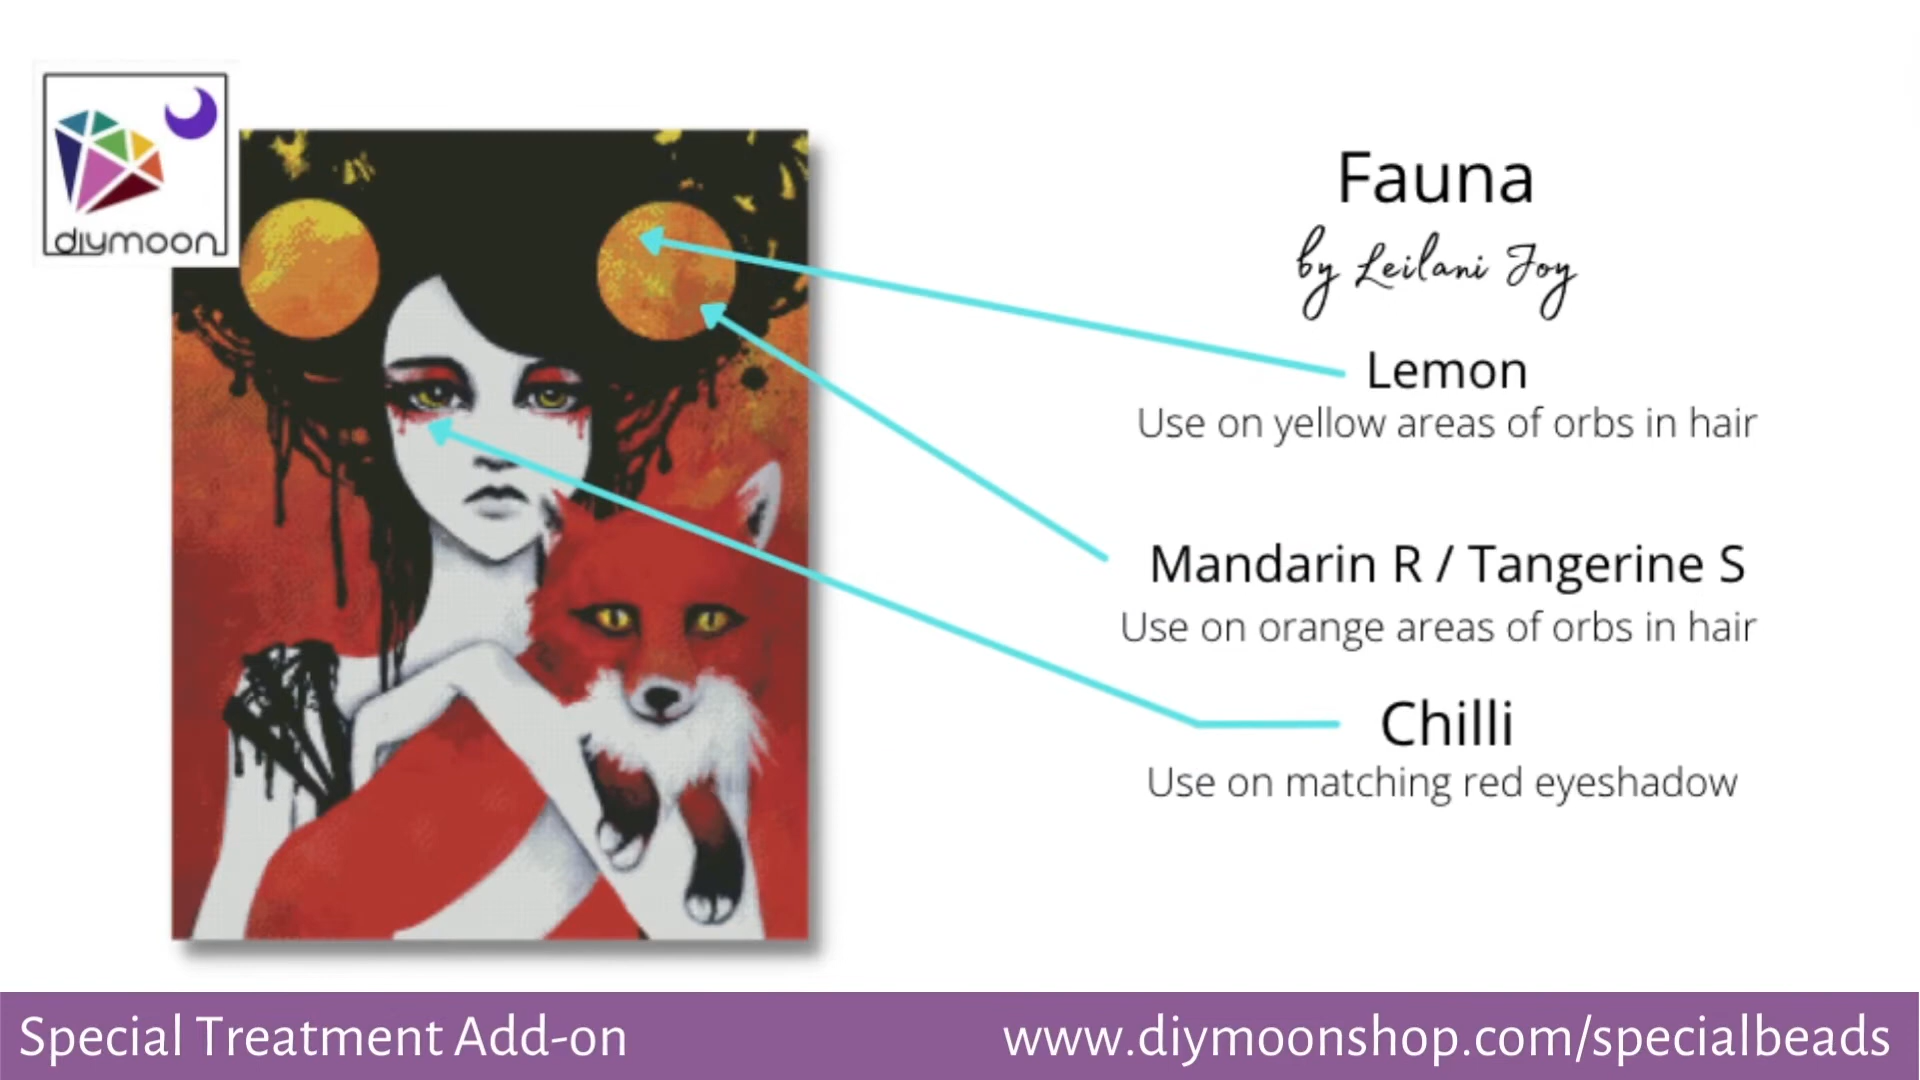 diymoon
Fauna
by Leilani Joy
Lemon
Use on yellow areas of orbs in hair
Mandarin R / Tangerine S
Use on orange areas of orbs in hair
Chilli
Use on matching red eyeshadow
Special Treatment Add-on
www.diymoonshop.com/specialbeads